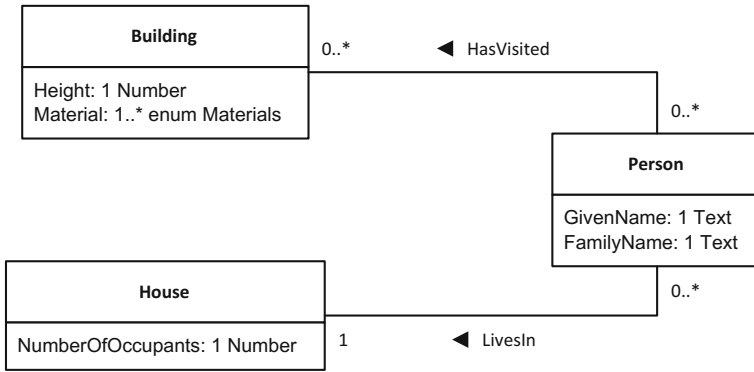 Building
Height: 1 Number
Material: 1..* enum Materials
0..*
◀ HasVisited
0..*
Person
GivenName: 1 Text
FamilyName: 1 Text
0..*
House
NumberOfOccupants: 1 Number
1
◀ LivesIn